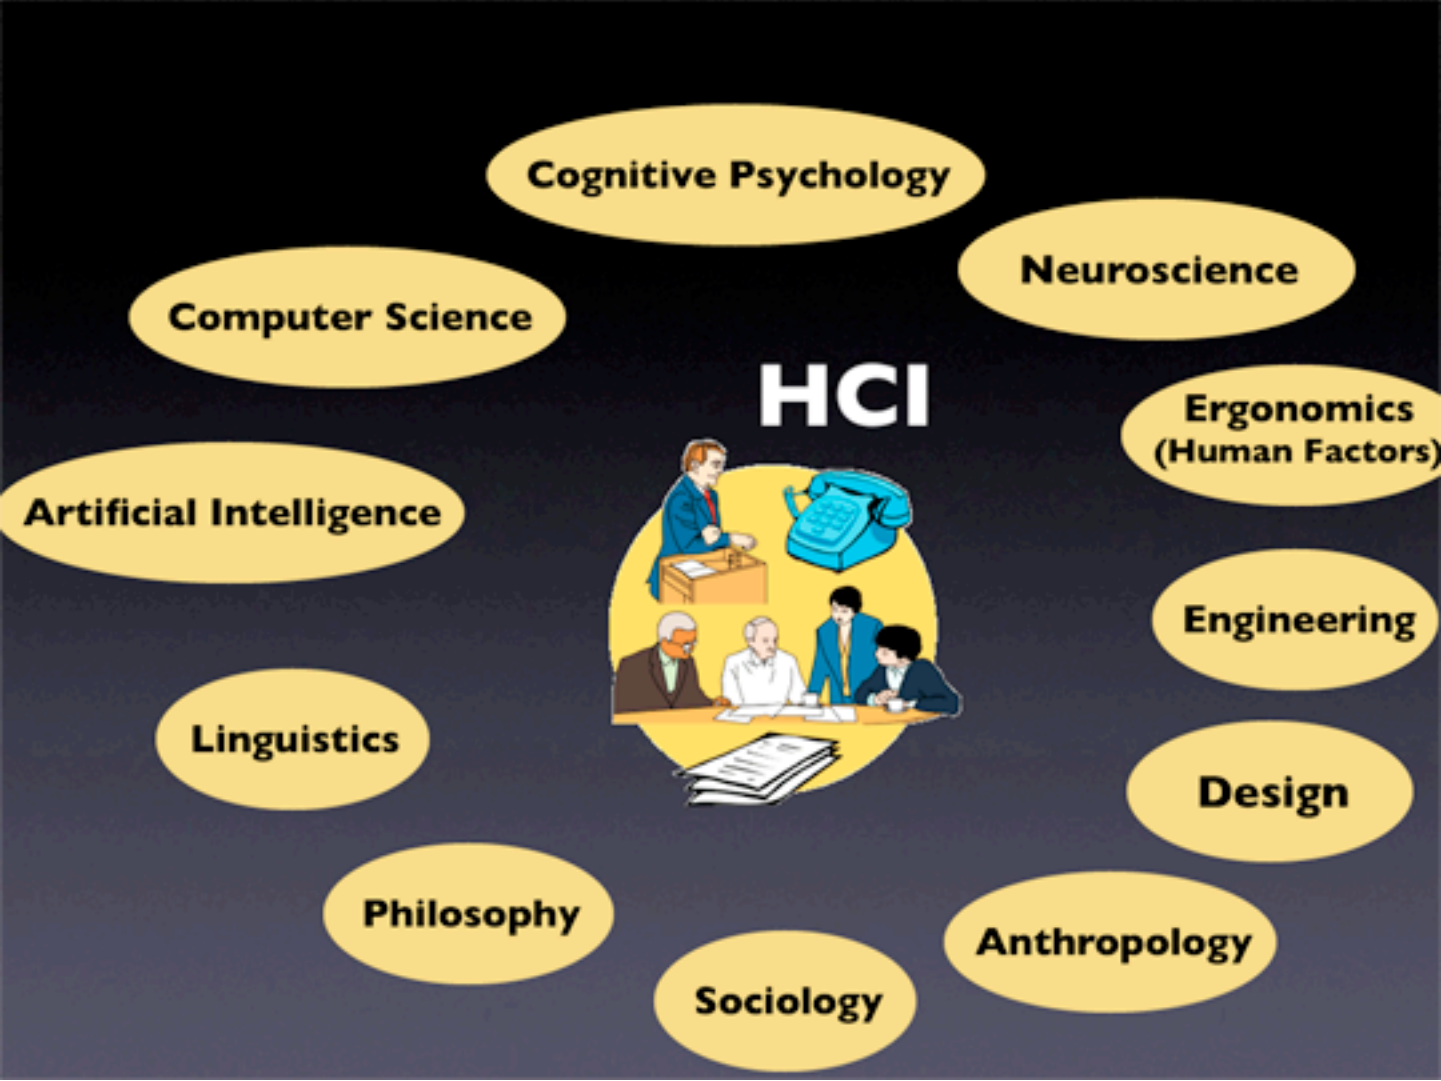 Cognitive Psychology
Neuroscience
Computer Science
HCI
Ergonomics
(Human Factors)
Artificial Intelligence
Engineering
Linguistics
Design
Philosophy
Anthropology
Sociology